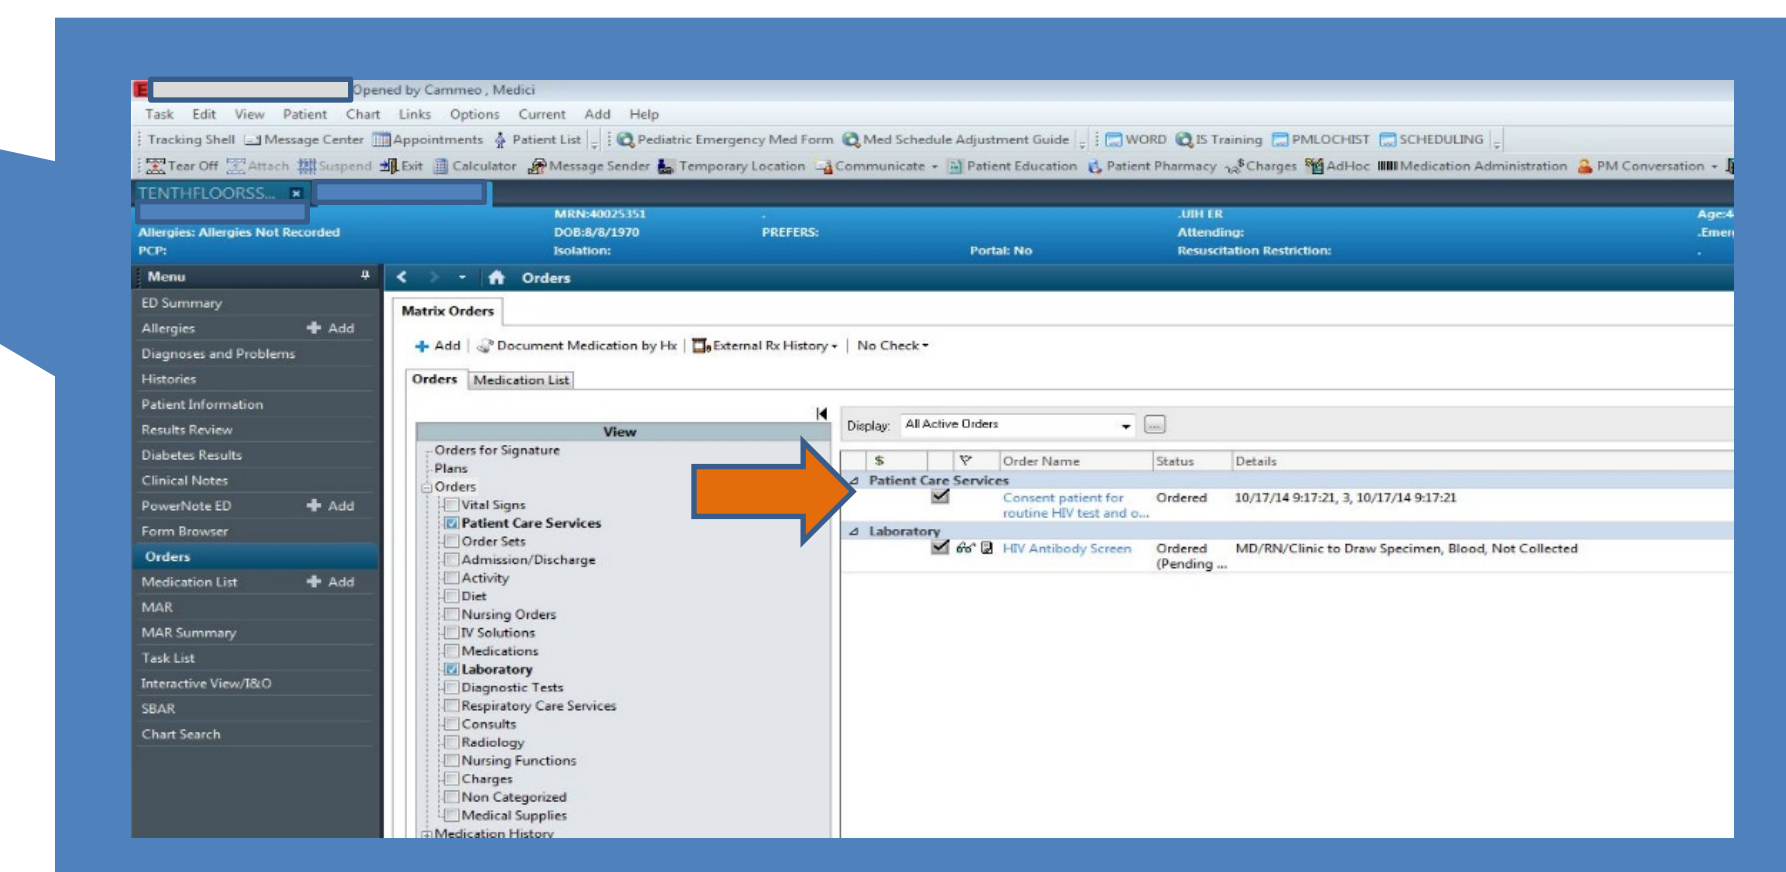 E Opened by Cammeo , Medici
Task Edit View Patient Chart Links Options Current Add Help
Tracking Shell Message Center Appointments Patient List Pediatric Emergency Med Form Med Schedule Adjustment Guide WORD IS Training PMLOCHIST SCHEDULING
Tear Off Attach Suspend Exit Calculator Message Sender Temporary Location Communicate Patient Education Patient Pharmacy Charges AdHoc Medication Administration PM Conversation
TENTHFLOORSS...
MRN:40025351 . .UIH ER Age:4
Allergies: Allergies Not Recorded DOB:8/8/1970 PREFERS: Attending: .Emer
PCP: Isolation: Portal: No Resuscitation Restriction: .
Menu Orders
ED Summary
Allergies + Add
Diagnoses and Problems
Histories
Patient Information
Results Review
Diabetes Results
Clinical Notes
PowerNote ED + Add
Form Browser
Orders
Medication List + Add
MAR
MAR Summary
Task List
Interactive View/I&O
SBAR
Chart Search
Matrix Orders
+ Add | Document Medication by Hx | External Rx History | No Check
Orders Medication List
View
Orders for Signature
Plans
Orders
Vital Signs
Patient Care Services
Order Sets
Admission/Discharge
Activity
Diet
Nursing Orders
IV Solutions
Medications
Laboratory
Diagnostic Tests
Respiratory Care Services
Consults
Radiology
Nursing Functions
Charges
Non Categorized
Medical Supplies
Medication History
Display: All Active Orders ...
$ Order Name Status Details
Patient Care Services
Consent patient for Ordered 10/17/14 9:17:21, 3, 10/17/14 9:17:21
routine HIV test and o...
Laboratory
HIV Antibody Screen Ordered MD/RN/Clinic to Draw Specimen, Blood, Not Collected
(Pending ...